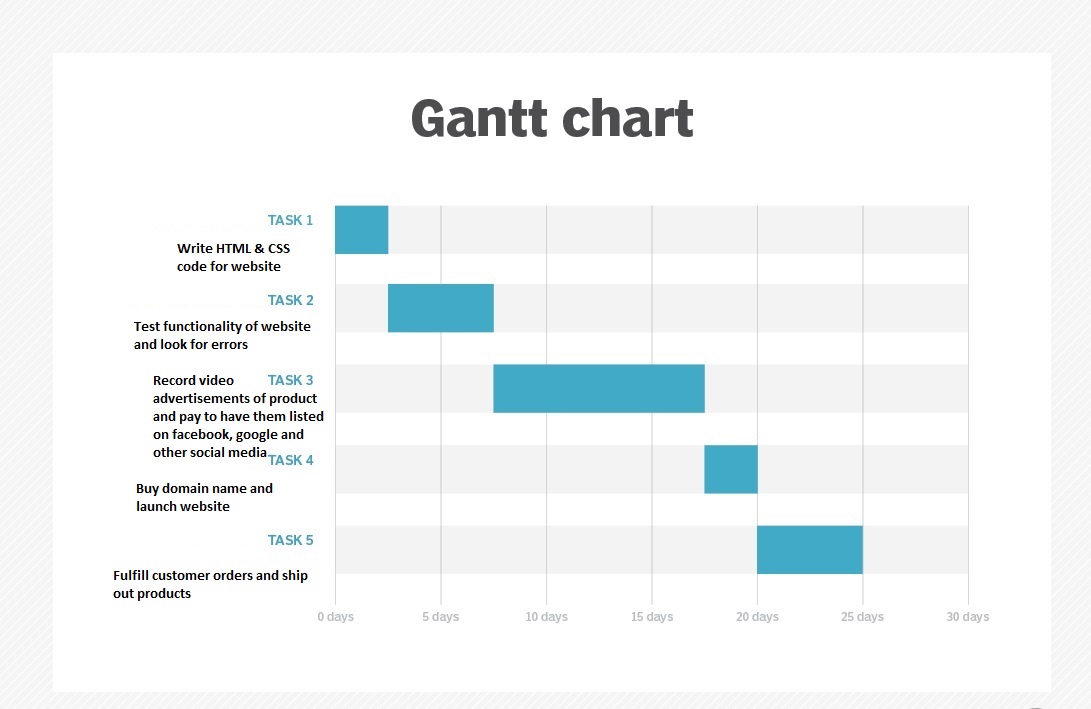 Gantt chart
TASK 1
Write HTML & CSS
code for website
TASK 2
Test functionality of website
and look for errors
TASK 3
Record video
advertisements of product
and pay to have them listed
on facebook, google and
other social media
TASK 4
Buy domain name and
launch website
TASK 5
Fulfill customer orders and ship
out products
0 days 5 days 10 days 15 days 20 days 25 days 30 days